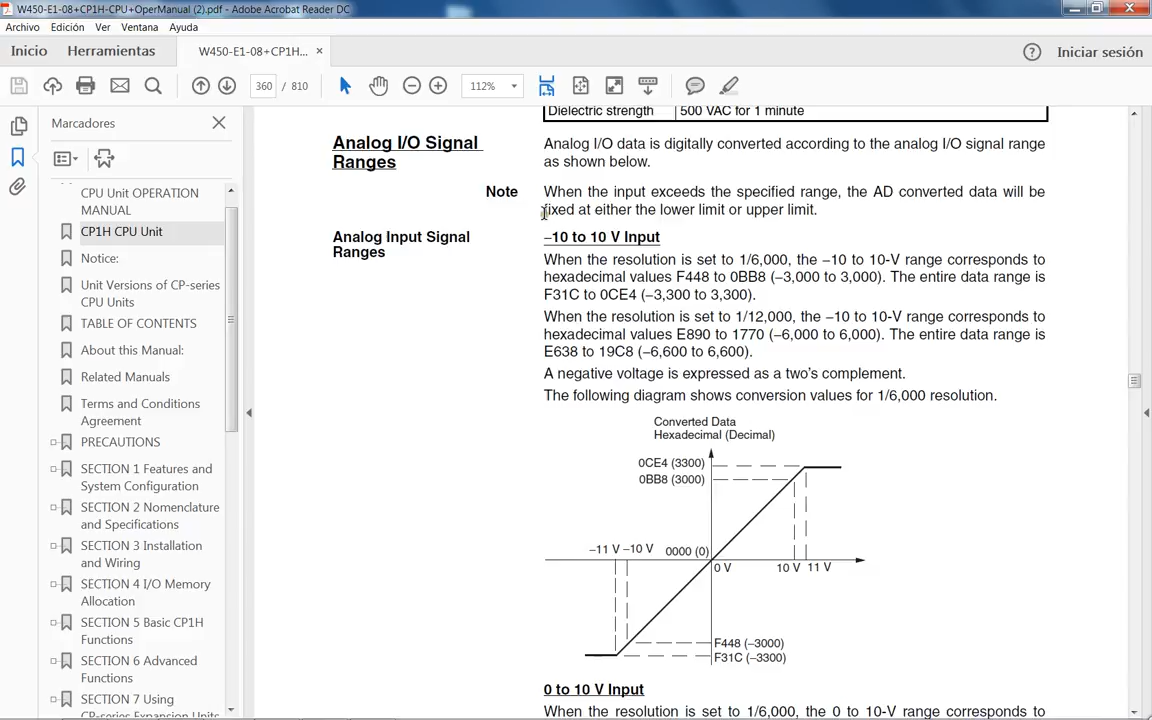 W450-E1-08+CP1H-CPU+OperManual (2).pdf - Adobe Acrobat Reader DC
Archivo Edición Ver Ventana Ayuda
Inicio Herramientas W450-E1-08+CP1H... × ? Iniciar sesión
360 / 810 112%
Marcadores
CPU Unit OPERATION
MANUAL
CP1H CPU Unit
Notice:
Unit Versions of CP-series
CPU Units
TABLE OF CONTENTS
About this Manual:
Related Manuals
Terms and Conditions
Agreement
PRECAUTIONS
SECTION 1 Features and
System Configuration
SECTION 2 Nomenclature
and Specifications
SECTION 3 Installation
and Wiring
SECTION 4 I/O Memory
Allocation
SECTION 5 Basic CP1H
Functions
SECTION 6 Advanced
Functions
SECTION 7 Using
CP-series Expansion Units
Dielectric strength 500 VAC for 1 minute
Analog I/O Signal
Ranges
Analog I/O data is digitally converted according to the analog I/O signal range
as shown below.
Note When the input exceeds the specified range, the AD converted data will be
fixed at either the lower limit or upper limit.
Analog Input Signal
Ranges
–10 to 10 V Input
When the resolution is set to 1/6,000, the –10 to 10-V range corresponds to
hexadecimal values F448 to 0BB8 (–3,000 to 3,000). The entire data range is
F31C to 0CE4 (–3,300 to 3,300).
When the resolution is set to 1/12,000, the –10 to 10-V range corresponds to
hexadecimal values E890 to 1770 (–6,000 to 6,000). The entire data range is
E638 to 19C8 (–6,600 to 6,600).
A negative voltage is expressed as a two's complement.
The following diagram shows conversion values for 1/6,000 resolution.
Converted Data
Hexadecimal (Decimal)
0CE4 (3300)
0BB8 (3000)
–11 V –10 V 0000 (0)
0 V 10 V 11 V
F448 (–3000)
F31C (–3300)
0 to 10 V Input
When the resolution is set to 1/6,000, the 0 to 10-V range corresponds to